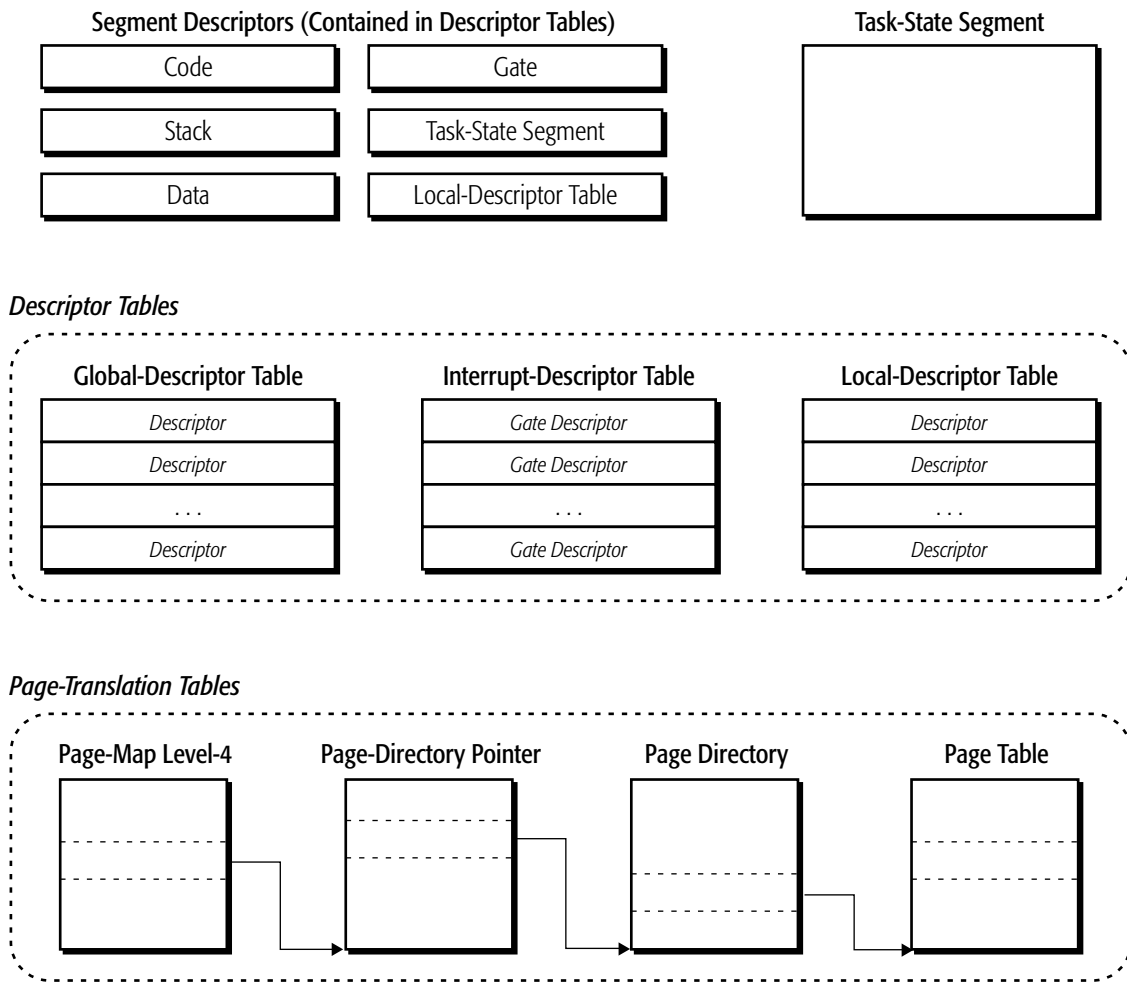 Segment Descriptors (Contained in Descriptor Tables)
Task-State Segment
Code
Gate
Stack
Task-State Segment
Data
Local-Descriptor Table
Descriptor Tables
Global-Descriptor Table
Interrupt-Descriptor Table
Local-Descriptor Table
Descriptor
Gate Descriptor
Descriptor
Descriptor
Gate Descriptor
Descriptor
. . .
. . .
. . .
Descriptor
Gate Descriptor
Descriptor
Page-Translation Tables
Page-Map Level-4
Page-Directory Pointer
Page Directory
Page Table